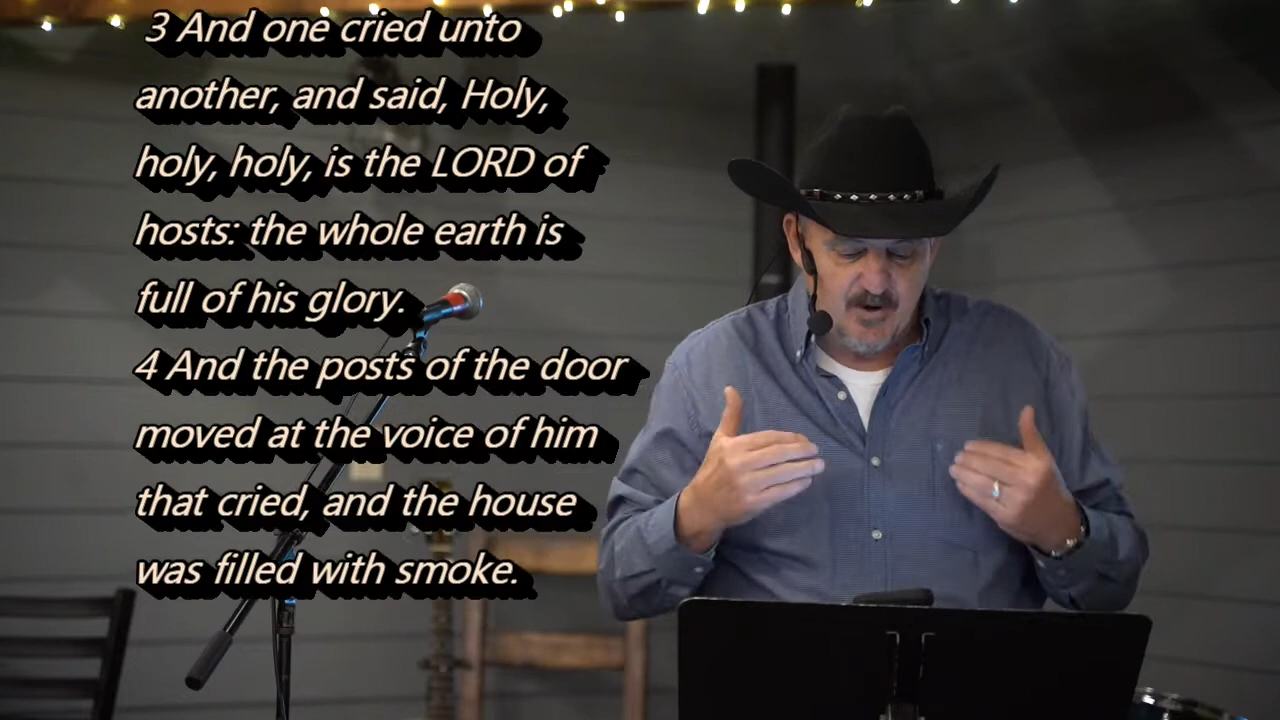 3 And one cried unto
another, and said, Holy,
holy, holy, is the LORD of
hosts: the whole earth is
full of his glory.
4 And the posts of the door
moved at the voice of him
that cried, and the house
was filled with smoke.